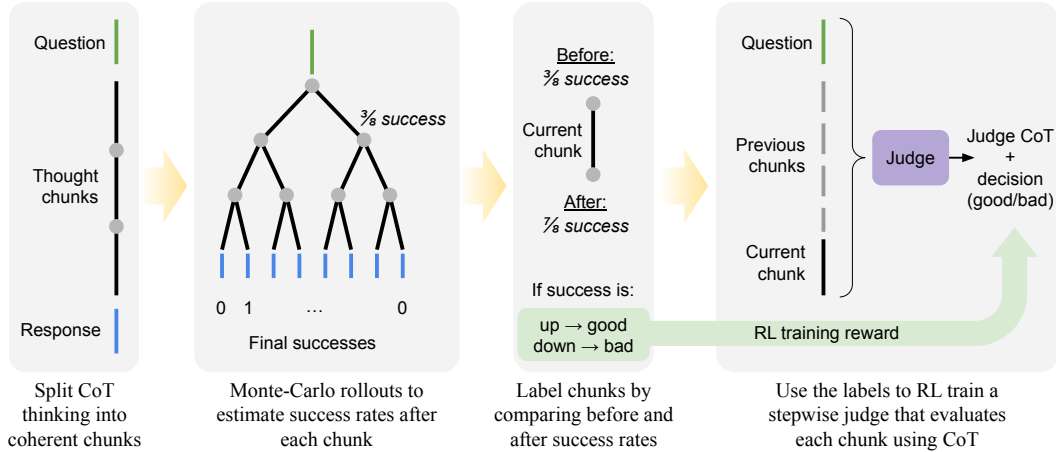 Question
Thought
chunks
Response
Split CoT
thinking into
coherent chunks
⅜ success
0 1 ... 0
Final successes
Monte-Carlo rollouts to
estimate success rates after
each chunk
Before:
⅜ success
Current
chunk
After:
⅞ success
If success is:
up → good
down → bad
Label chunks by
comparing before and
after success rates
Question
Previous
chunks
Current
chunk
Judge
Judge CoT
+
decision
(good/bad)
RL training reward
Use the labels to RL train a
stepwise judge that evaluates
each chunk using CoT